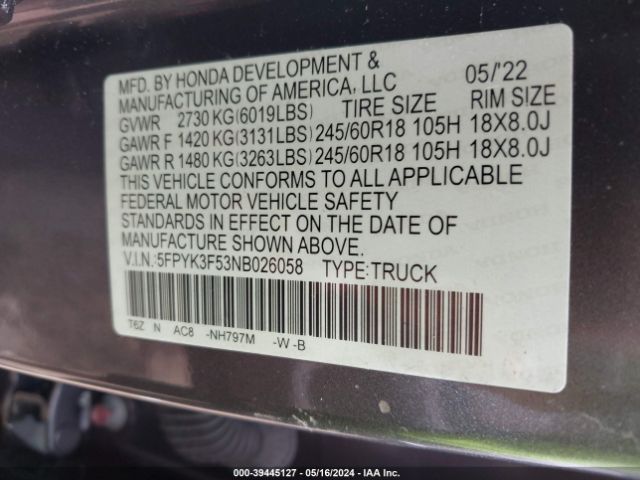 MFD. BY HONDA DEVELOPMENT &
MANUFACTURING OF AMERICA, LLC 05/'22
GVWR 2730 KG(6019LBS) TIRE SIZE RIM SIZE
GAWR F 1420 KG(3131LBS) 245/60R18 105H 18X8.0J
GAWR R 1480 KG(3263LBS) 245/60R18 105H 18X8.0J
THIS VEHICLE CONFORMS TO ALL APPLICABLE
FEDERAL MOTOR VEHICLE SAFETY
STANDARDS IN EFFECT ON THE DATE OF
MANUFACTURE SHOWN ABOVE.
V.I.N.:5FPYK3F53NB026058 TYPE:TRUCK
T6Z N AC8 -NH797M -W -B
000-39445127 - 05/16/2024 - IAA Inc.